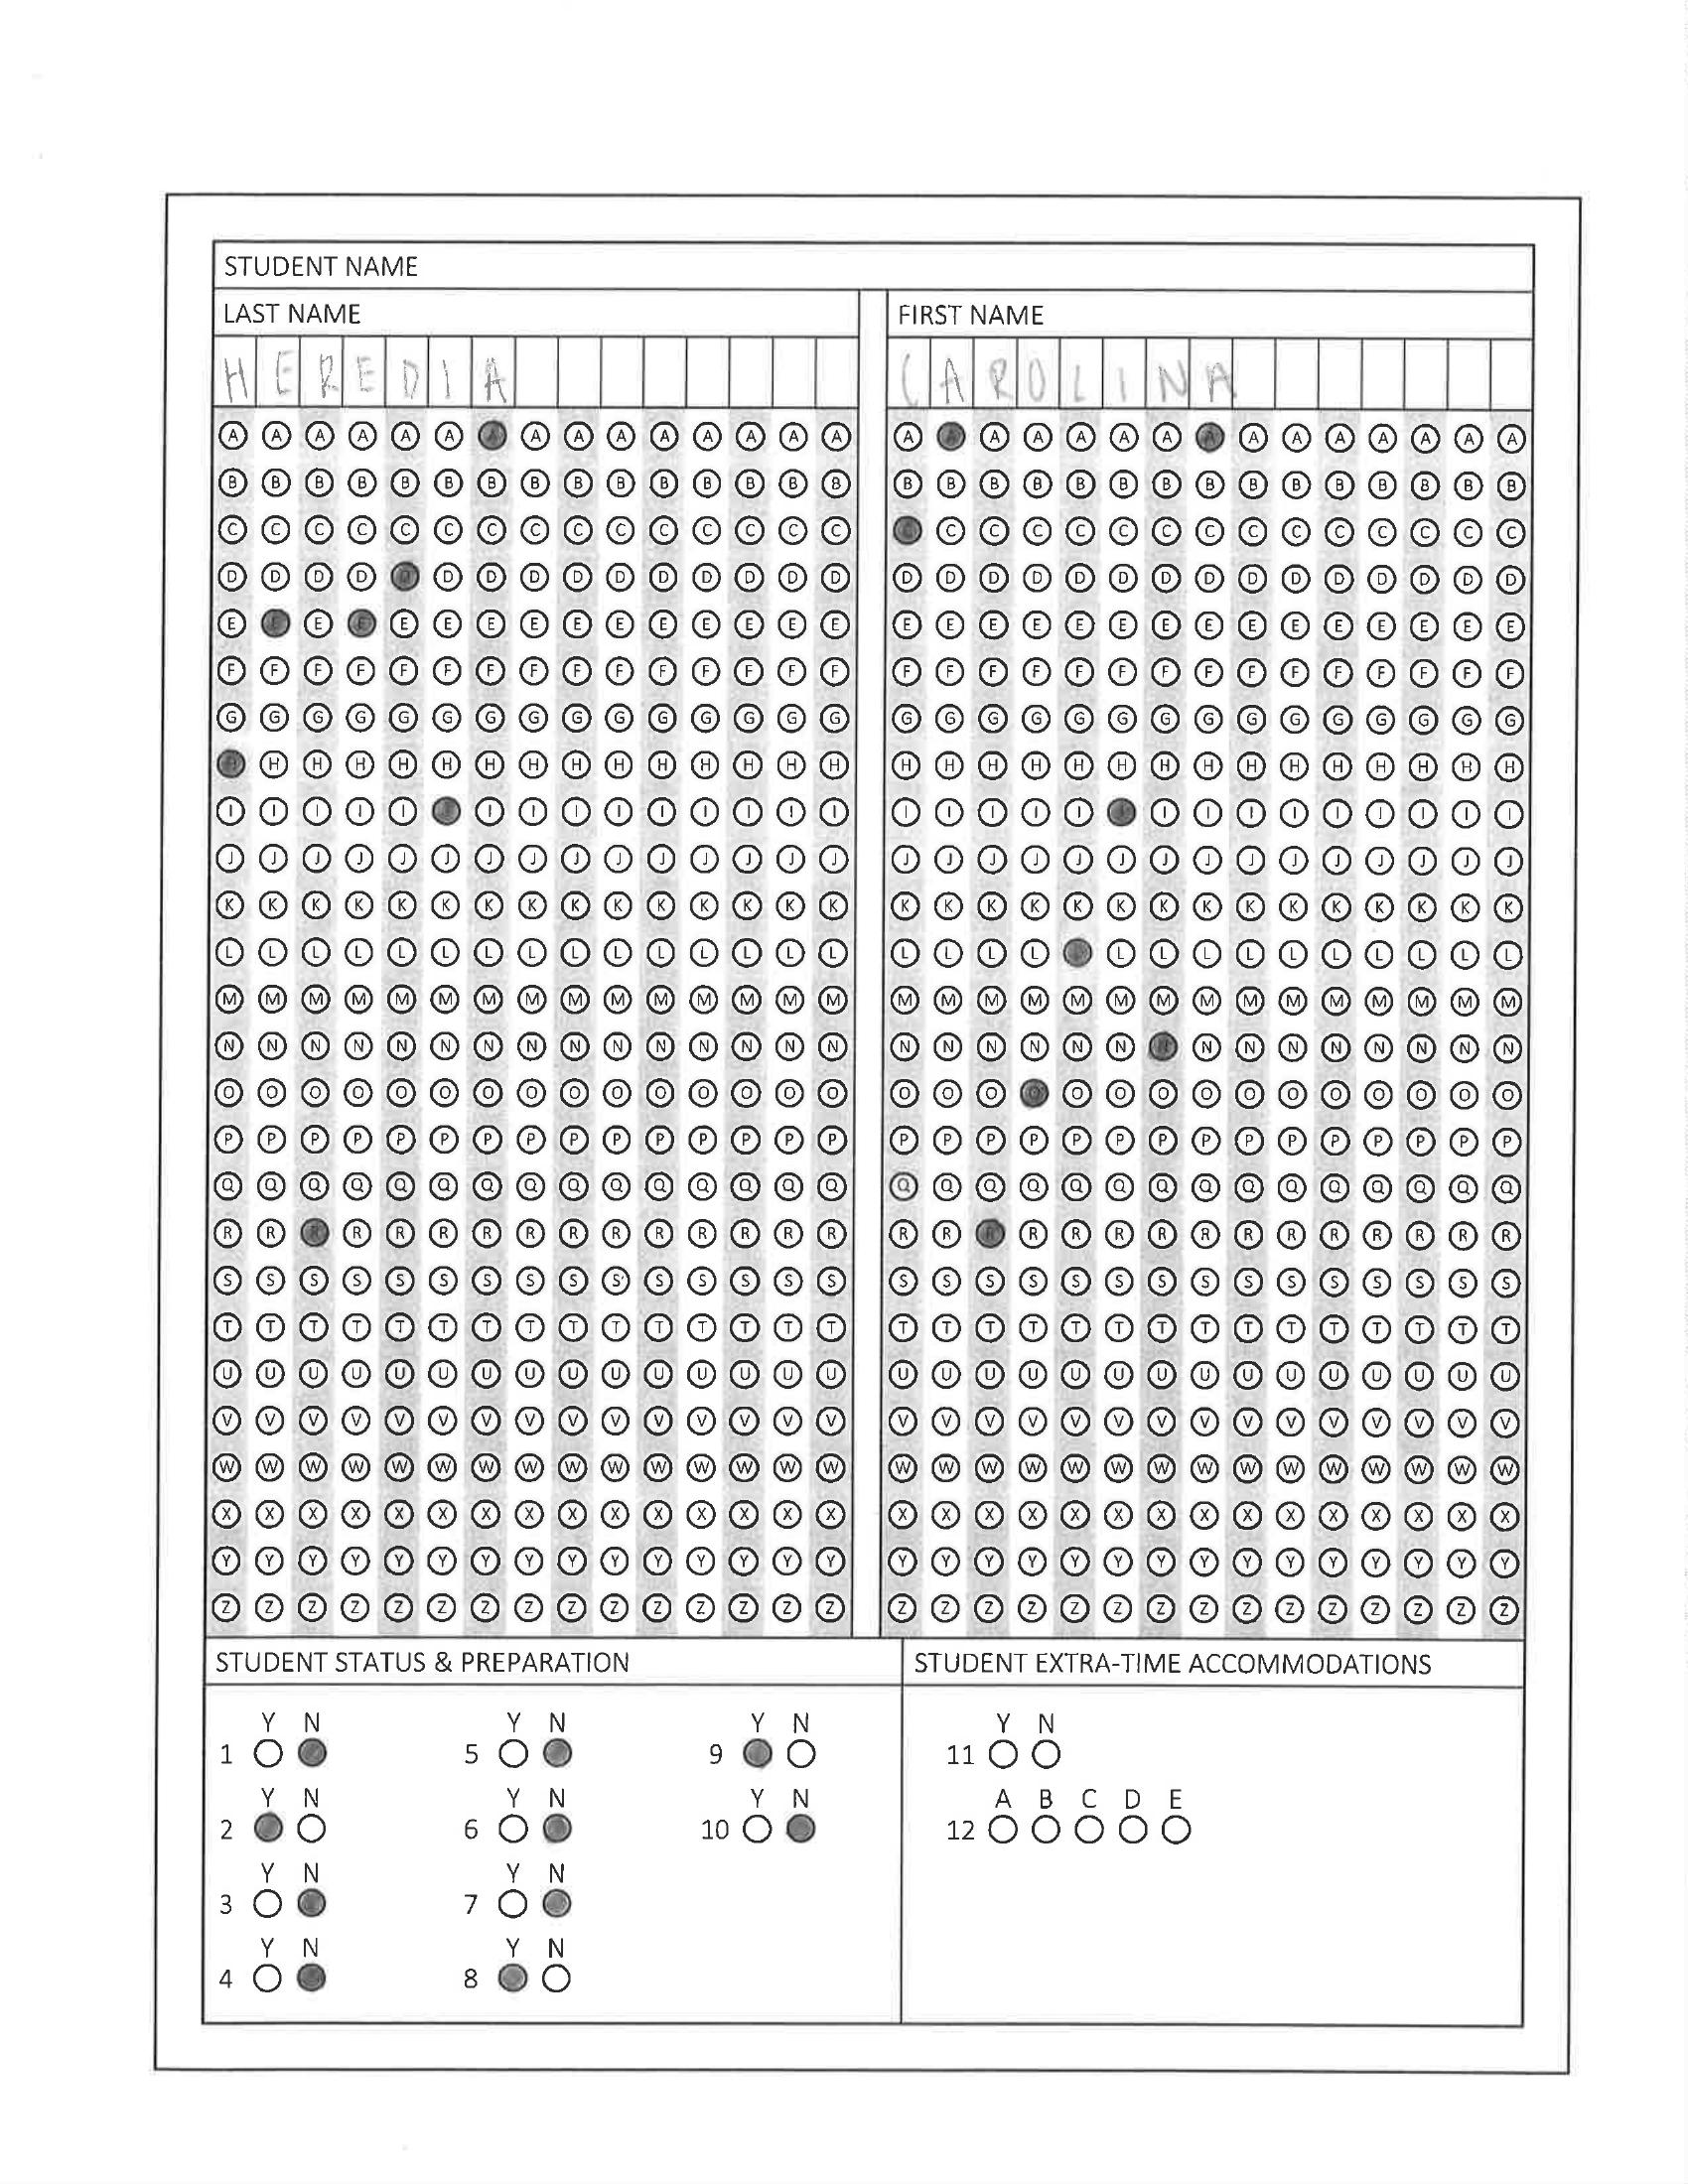 STUDENT NAME
LAST NAME FIRST NAME
H E R E D I A C A R O L I N A
A A A A A A A A A A A A A A A A A A A A A A A A A A A A A
B B B B B B B B B B B B B B B B B B B B B B B B B B B B B B
C C C C C C C C C C C C C C C C C C C C C C C C C C C C C
D D D D D D D D D D D D D D D D D D D D D D D D D D D D D D
E E E E E E E E E E E E E E E E E E E E E E E E E E E E E
F F F F F F F F F F F F F F F F F F F F F F F F F F F F F F
G G G G G G G G G G G G G G G G G G G G G G G G G G G G G G
H H H H H H H H H H H H H H H H H H H H H H H H H H H H H H
I I I I I I I I I I I I I I I I I I I I I I I I I I I I
J J J J J J J J J J J J J J J J J J J J J J J J J J J J J J
K K K K K K K K K K K K K K K K K K K K K K K K K K K K K K
L L L L L L L L L L L L L L L L L L L L L L L L L L L L L
M M M M M M M M M M M M M M M M M M M M M M M M M M M M M M
N N N N N N N N N N N N N N N N N N N N N N N N N N N N N N
O O O O O O O O O O O O O O O O O O O O O O O O O O O O O O
P P P P P P P P P P P P P P P P P P P P P P P P P P P P P P
Q Q Q Q Q Q Q Q Q Q Q Q Q Q Q Q Q Q Q Q Q Q Q Q Q Q Q Q Q Q
R R R R R R R R R R R R R R R R R R R R R R R R R R R R R R
S S S S S S S S S S S S S S S S S S S S S S S S S S S S S S
T T T T T T T T T T T T T T T T T T T T T T T T T T T T T T
U U U U U U U U U U U U U U U U U U U U U U U U U U U U U U
V V V V V V V V V V V V V V V V V V V V V V V V V V V V V V
W W W W W W W W W W W W W W W W W W W W W W W W W W W W W W
X X X X X X X X X X X X X X X X X X X X X X X X X X X X X X
Y Y Y Y Y Y Y Y Y Y Y Y Y Y Y Y Y Y Y Y Y Y Y Y Y Y Y Y Y Y
Z Z Z Z Z Z Z Z Z Z Z Z Z Z Z Z Z Z Z Z Z Z Z Z Z Z Z Z Z Z
STUDENT STATUS & PREPARATION STUDENT EXTRA-TIME ACCOMMODATIONS
Y N Y N Y N Y N
1 5 9 11
Y N Y N Y N A B C D E
2 6 10 12
Y N Y N
3 7
Y N Y N
4 8